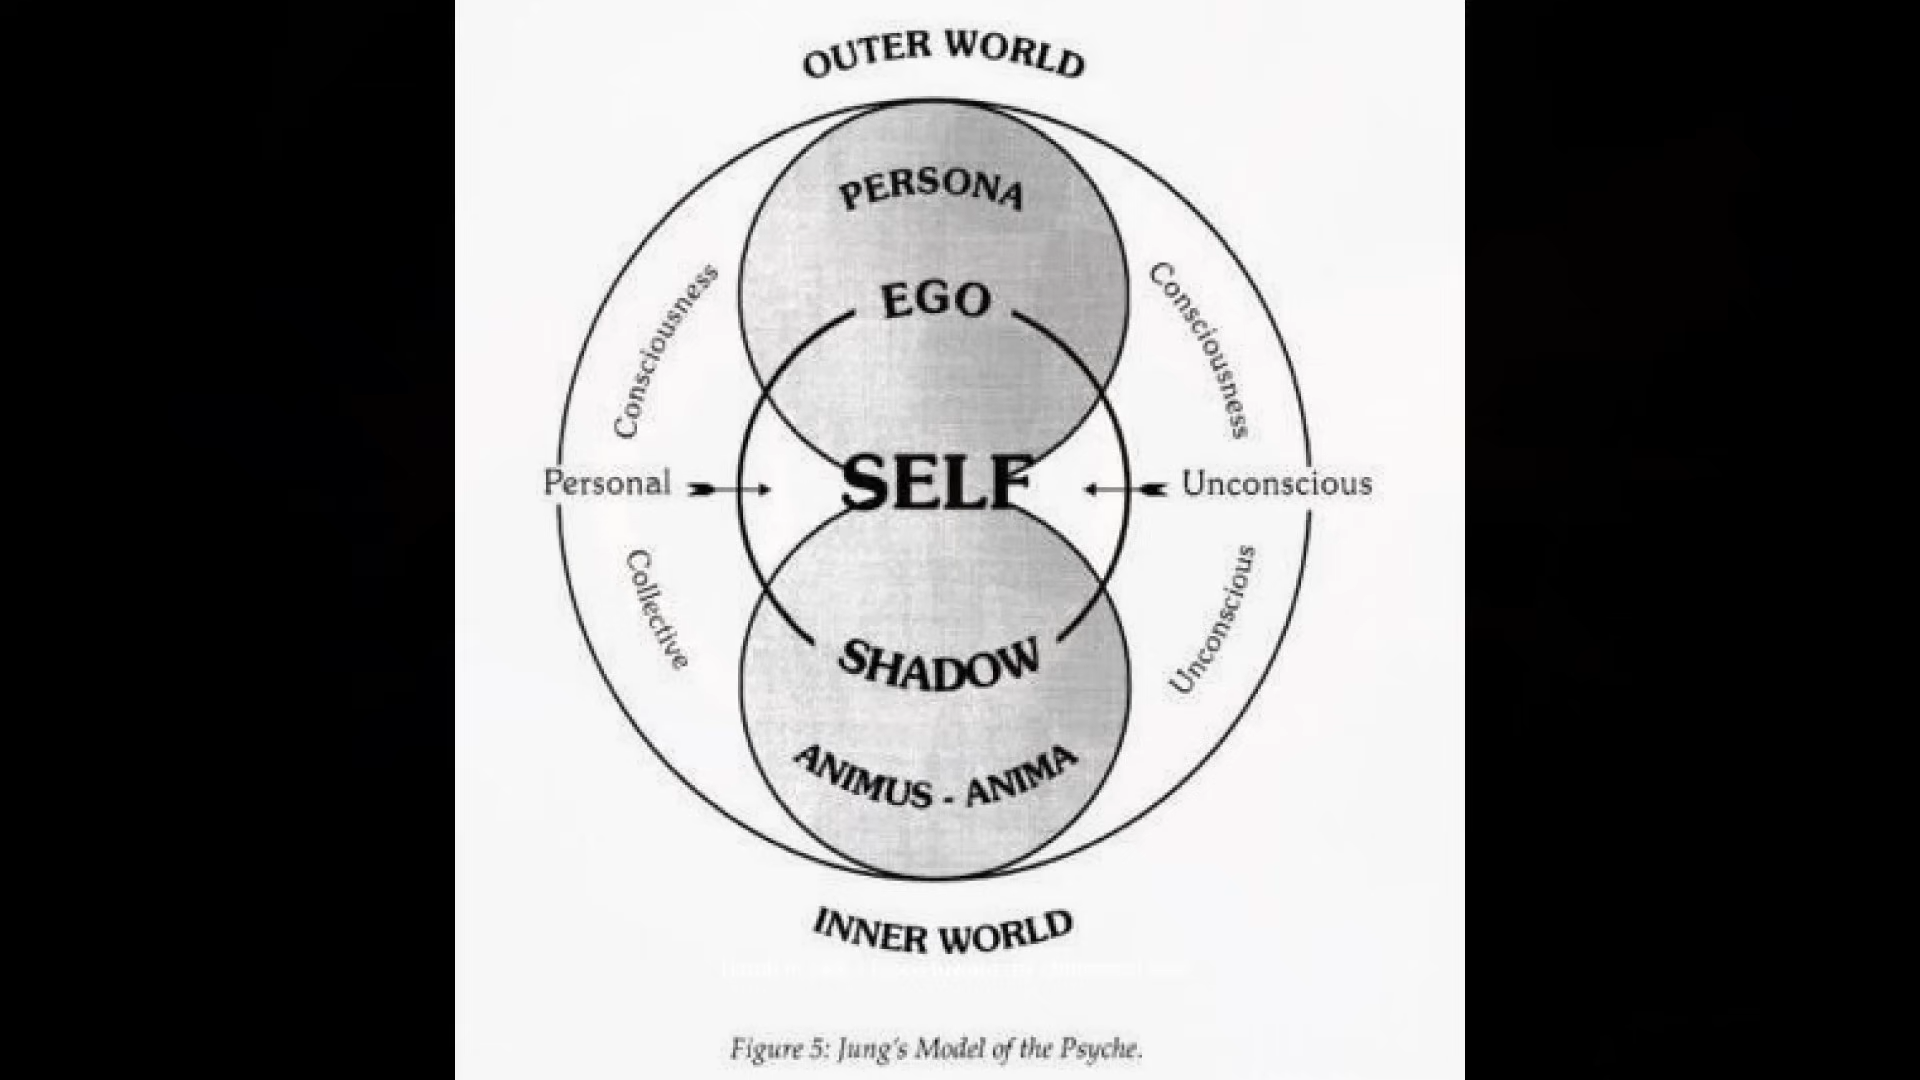 OUTER WORLD
PERSONA
EGO
Consciousness
Consciousness
SELF
Personal
Unconscious
Collective
Unconscious
SHADOW
ANIMUS - ANIMA
INNER WORLD
Figure 5: Jung's Model of the Psyche.